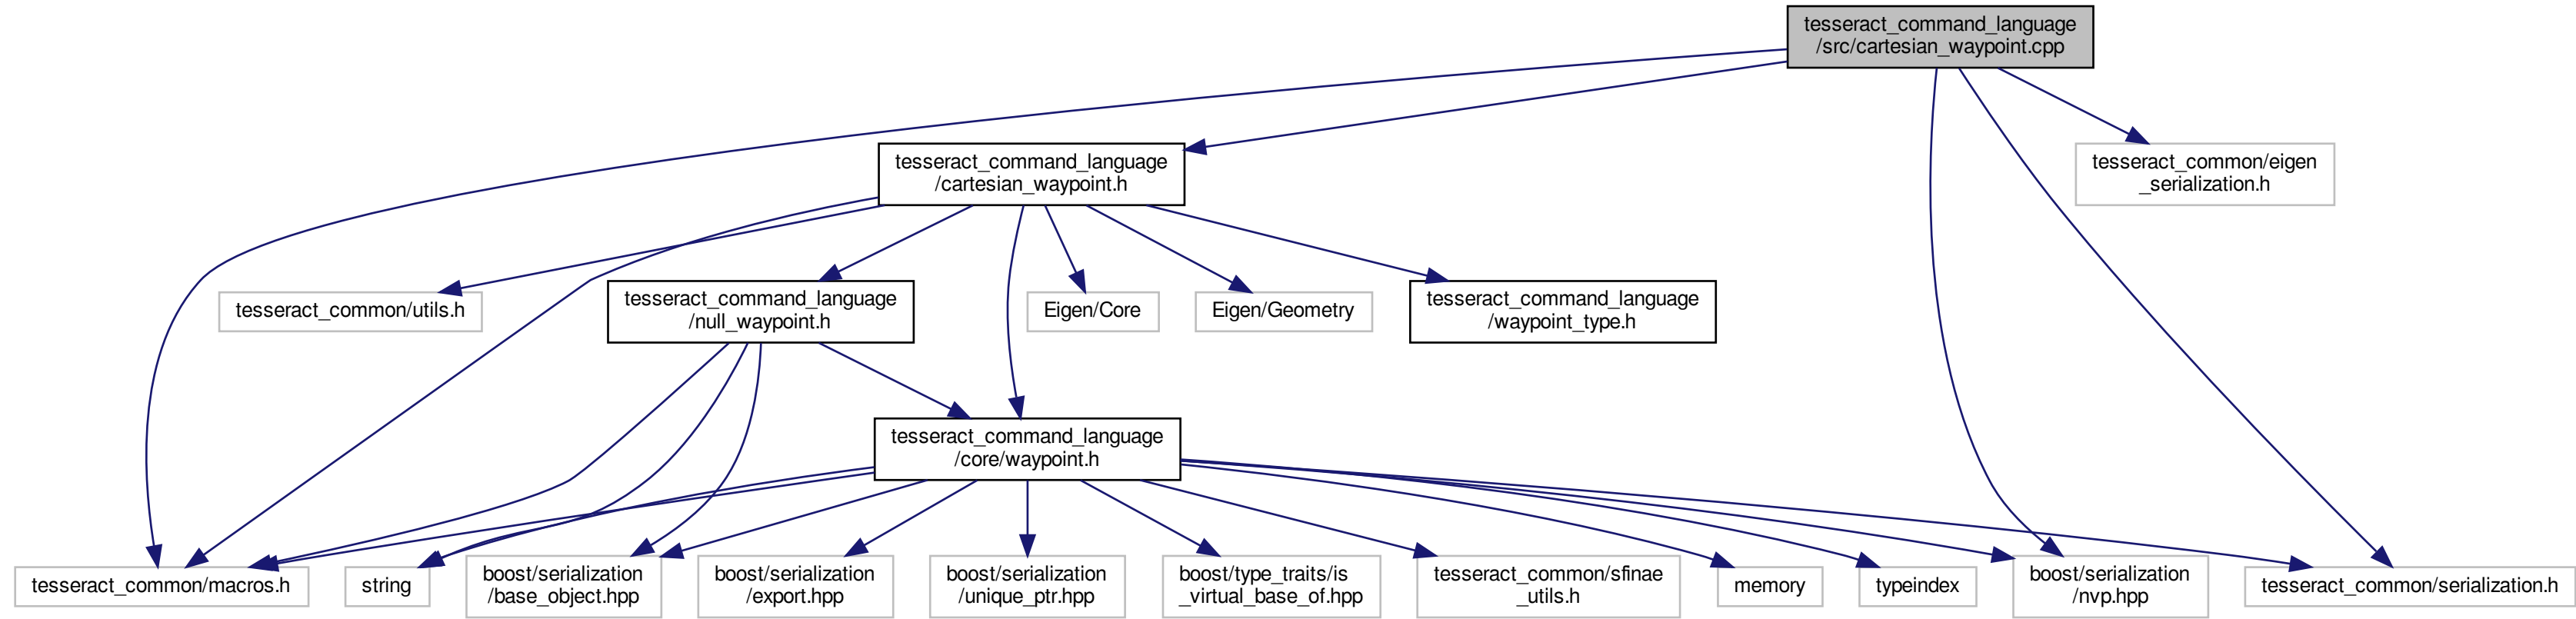 tesseract_command_language
/src/cartesian_waypoint.cpp
tesseract_command_language
/cartesian_waypoint.h
tesseract_common/eigen
_serialization.h
tesseract_common/utils.h
tesseract_command_language
/null_waypoint.h
Eigen/Core
Eigen/Geometry
tesseract_command_language
/waypoint_type.h
tesseract_command_language
/core/waypoint.h
tesseract_common/macros.h
string
boost/serialization
/base_object.hpp
boost/serialization
/export.hpp
boost/serialization
/unique_ptr.hpp
boost/type_traits/is
_virtual_base_of.hpp
tesseract_common/sfinae
_utils.h
memory
typeindex
boost/serialization
/nvp.hpp
tesseract_common/serialization.h